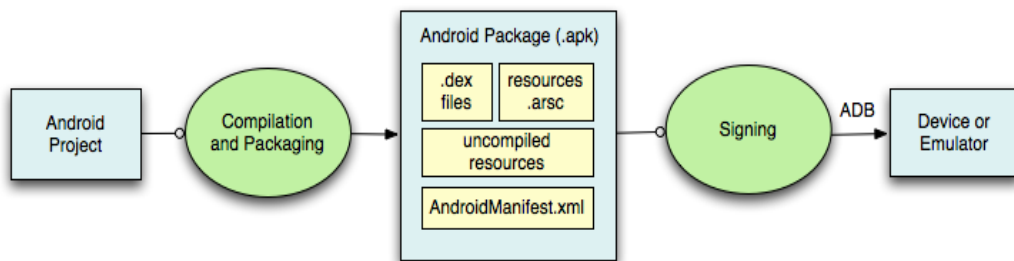 Android
Project
Compilation
and Packaging
Android Package (.apk)
.dex
files
resources
.arsc
uncompiled
resources
AndroidManifest.xml
Signing
ADB
Device or
Emulator